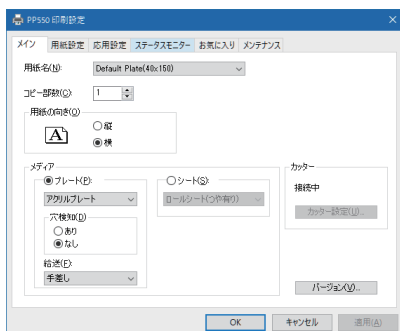 PP550 印刷設定
メイン 用紙設定 応用設定 ステータスモニター お気に入り メンテナンス
用紙名(N): Default Plate(40x150)
コピー部数(C): 1
用紙の向き(O)
A
縦
横
メディア
プレート(P):
アクリルプレート
穴検知(D)
あり
なし
給送(F):
手差し
シート(S):
ロールシート(つや有り)
カッター
接続中
カッター設定(U)...
バージョン(V)...
OK キャンセル 適用(A)